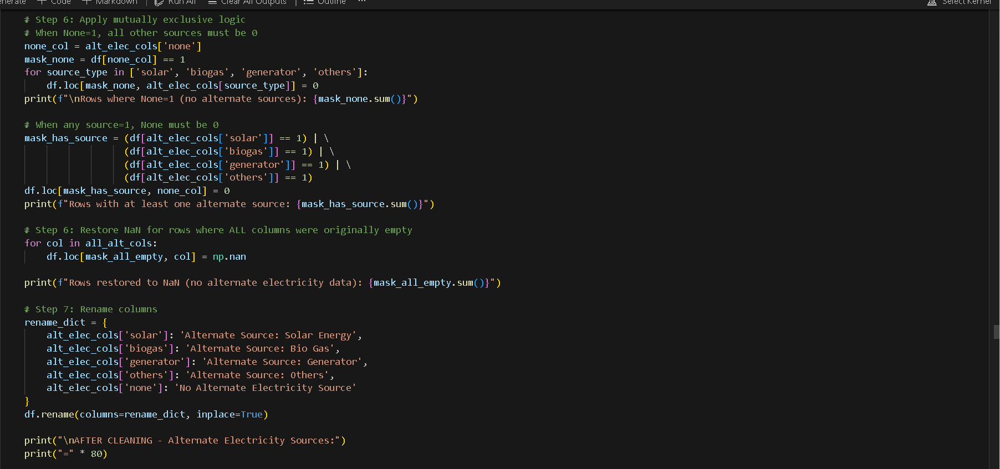 enerate + Code + Markdown | Run All Clear All Outputs | Outline ... Select Kernel
# Step 6: Apply mutually exclusive logic
# When None=1, all other sources must be 0
none_col = alt_elec_cols['none']
mask_none = df[none_col] == 1
for source_type in ['solar', 'biogas', 'generator', 'others']:
    df.loc[mask_none, alt_elec_cols[source_type]] = 0
print(f"\nRows where None=1 (no alternate sources): {mask_none.sum()}")
# When any source=1, None must be 0
mask_has_source = (df[alt_elec_cols['solar']] == 1) | \
                  (df[alt_elec_cols['biogas']] == 1) | \
                  (df[alt_elec_cols['generator']] == 1) | \
                  (df[alt_elec_cols['others']] == 1)
df.loc[mask_has_source, none_col] = 0
print(f"Rows with at least one alternate source: {mask_has_source.sum()}")
# Step 6: Restore NaN for rows where ALL columns were originally empty
for col in all_alt_cols:
    df.loc[mask_all_empty, col] = np.nan
print(f"Rows restored to NaN (no alternate electricity data): {mask_all_empty.sum()}")
# Step 7: Rename columns
rename_dict = {
    alt_elec_cols['solar']: 'Alternate Source: Solar Energy',
    alt_elec_cols['biogas']: 'Alternate Source: Bio Gas',
    alt_elec_cols['generator']: 'Alternate Source: Generator',
    alt_elec_cols['others']: 'Alternate Source: Others',
    alt_elec_cols['none']: 'No Alternate Electricity Source'
}
df.rename(columns=rename_dict, inplace=True)
print("\nAFTER CLEANING - Alternate Electricity Sources:")
print("=" * 80)